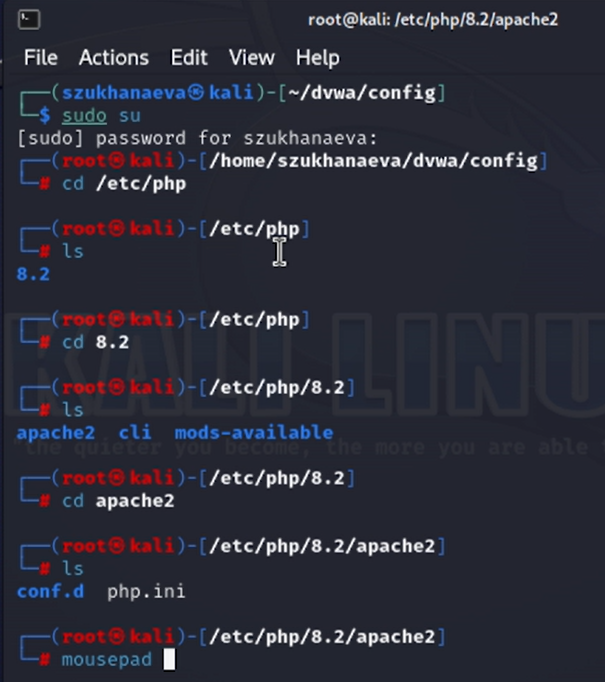 root@kali: /etc/php/8.2/apache2
File Actions Edit View Help
┌──(szukhanaeva㉿kali)-[~/dvwa/config]
└─$ sudo su
[sudo] password for szukhanaeva:
┌──(root㉿kali)-[/home/szukhanaeva/dvwa/config]
└─# cd /etc/php
┌──(root㉿kali)-[/etc/php]
└─# ls
8.2
┌──(root㉿kali)-[/etc/php]
└─# cd 8.2
┌──(root㉿kali)-[/etc/php/8.2]
└─# ls
apache2 cli mods-available
┌──(root㉿kali)-[/etc/php/8.2]
└─# cd apache2
┌──(root㉿kali)-[/etc/php/8.2/apache2]
└─# ls
conf.d php.ini
┌──(root㉿kali)-[/etc/php/8.2/apache2]
└─# mousepad
KALI LINU
"the quieter you become, the more you are able